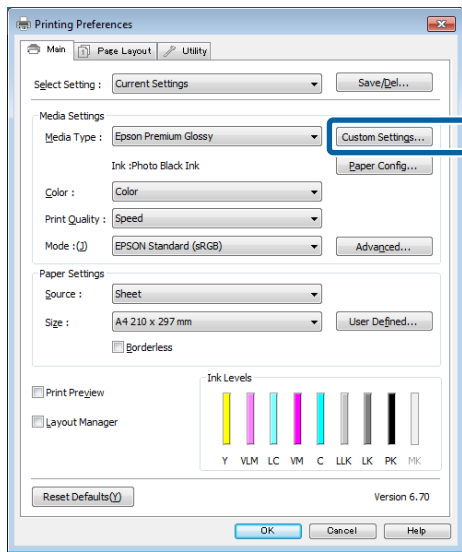 Printing Preferences
Main Page Layout Utility
Select Setting : Current Settings Save/Del...
Media Settings
Media Type : Epson Premium Glossy Custom Settings...
Ink :Photo Black Ink Paper Config...
Color : Color
Print Quality : Speed
Mode :(J) EPSON Standard (sRGB) Advanced...
Paper Settings
Source : Sheet
Size : A4 210 x 297 mm User Defined...
Borderless
Ink Levels
Print Preview
Layout Manager
Y VLM LC VM C LLK LK PK MK
Reset Defaults(Y) Version 6.70
OK Cancel Help